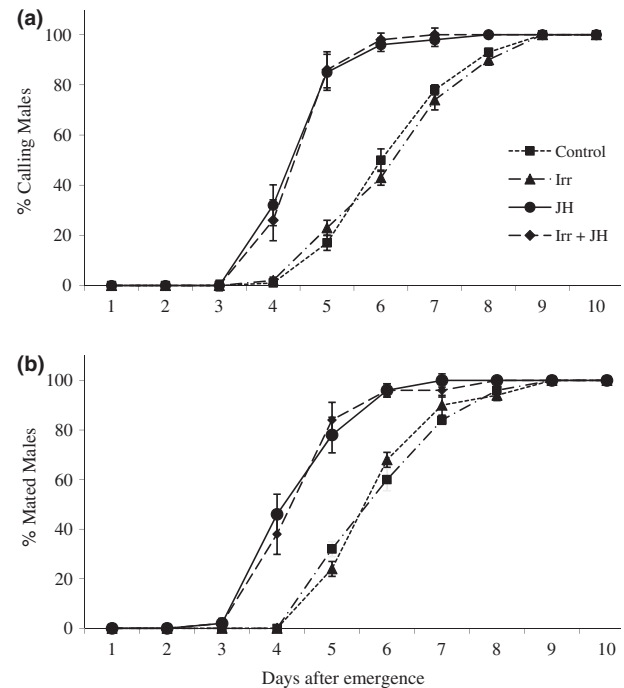 (a)
100
80
60
40
20
0
% Calling Males
1 2 3 4 5 6 7 8 9 10
Control
Irr
JH
Irr + JH
(b)
100
80
60
40
20
0
% Mated Males
1 2 3 4 5 6 7 8 9 10
Days after emergence